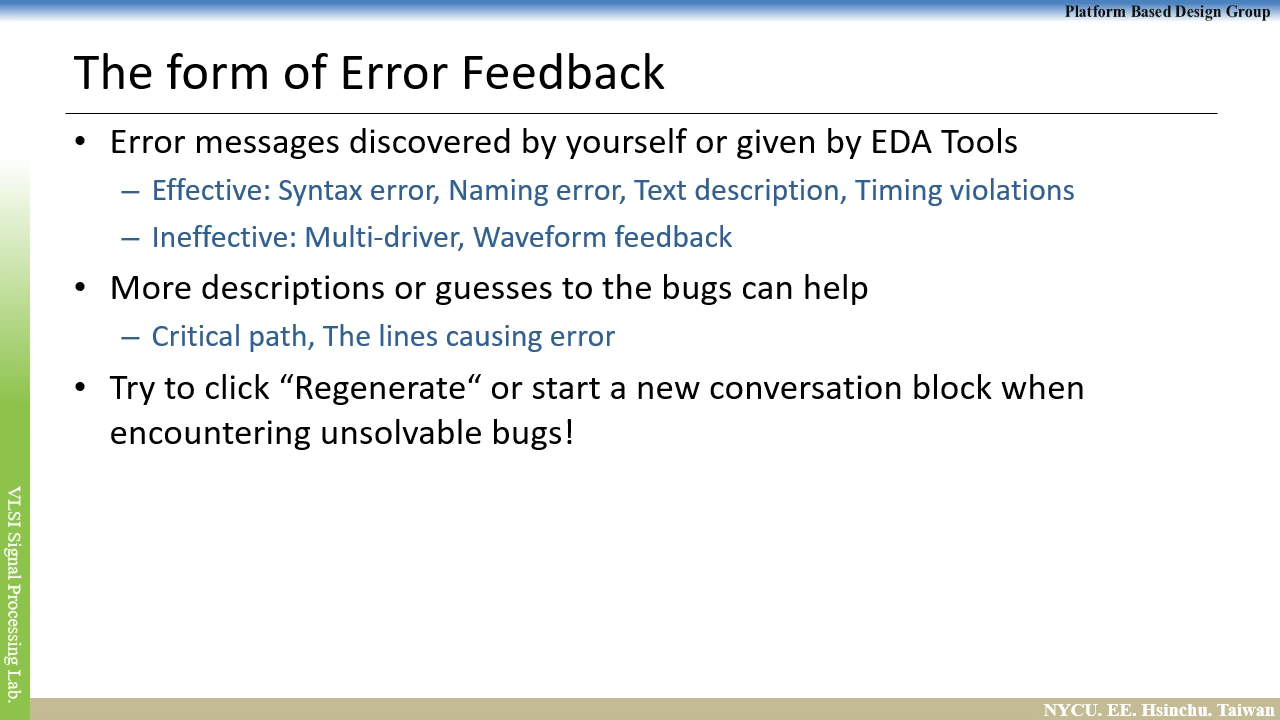 Platform Based Design Group
The form of Error Feedback
• Error messages discovered by yourself or given by EDA Tools
– Effective: Syntax error, Naming error, Text description, Timing violations
– Ineffective: Multi-driver, Waveform feedback
• More descriptions or guesses to the bugs can help
– Critical path, The lines causing error
• Try to click “Regenerate“ or start a new conversation block when
encountering unsolvable bugs!
VLSI Signal Processing Lab.
NYCU. EE. Hsinchu. Taiwan